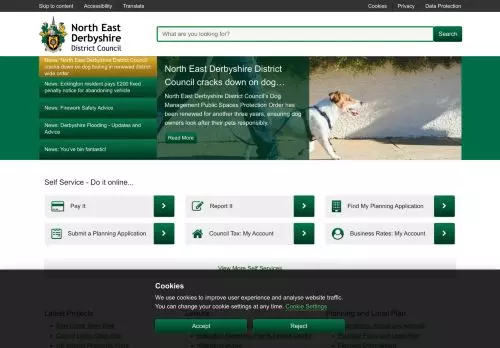 Skip to content Accessibility Translate Cookies Privacy Data Protection
North East
Derbyshire
District Council
What are you looking for?
Search
News: North East Derbyshire District Council
cracks down on dog fouling in renewed district
wide order
News: Eckington resident pays £200 fixed
penalty notice for abandoning vehicle
News: Firework Safety Advice
News: Derbyshire Flooding - Updates and
Advice
News: You've bin fantastic!
North East Derbyshire District
Council cracks down on dog…
North East Derbyshire District Council's Dog
Management Public Spaces Protection Order has
been renewed for another three years, ensuring dog
owners look after their pets responsibly.
Read More
Self Service - Do it online...
Pay It
Report It
Find My Planning Application
Submit a Planning Application
Council Tax: My Account
Business Rates: My Account
View More Self Services
Cookies
We use cookies to improve user experience and analyse website traffic.
You can change your cookie settings at any time. Cookie Settings
Accept
Reject
Latest Projects
Leisure
Planning and Local Plan